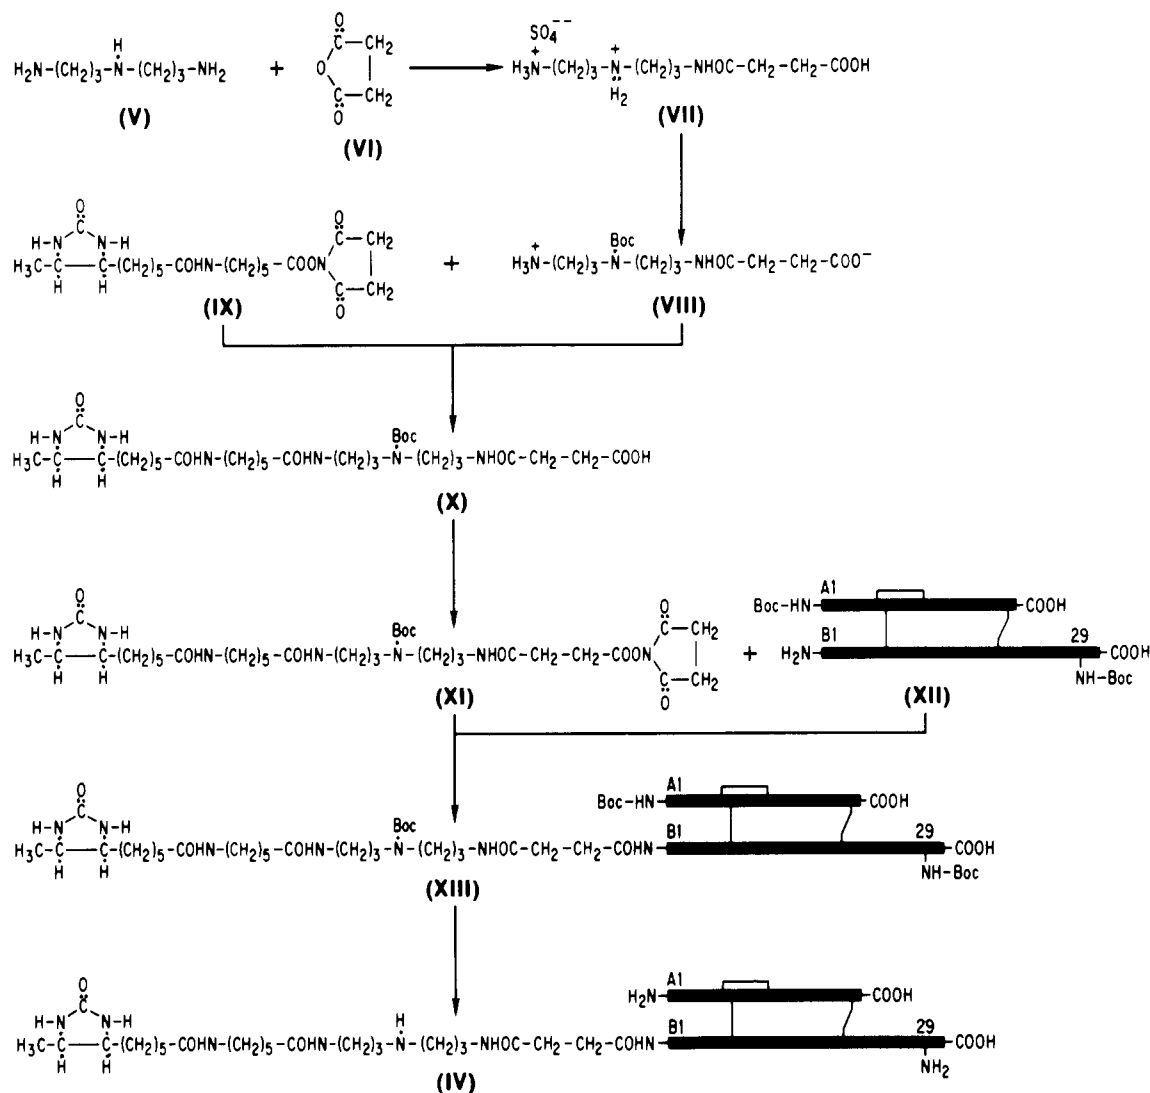 H2N-(CH2)3-N-(CH2)3-NH2
H
(V)
+
O
C-CH2
O
C-CH2
O
(VI)
SO4--
H3N+-(CH2)3-N+-(CH2)3-NHOC-CH2-CH2-COOH
H2
(VII)
O
C
H-N N-H
H3C-C-C-(CH2)5-COHN-(CH2)5-COON
H H
O
C-CH2
C-CH2
O
(IX)
+
Boc
H3N+-(CH2)3-N-(CH2)3-NHOC-CH2-CH2-COO-
(VIII)
O
C
H-N N-H
Boc
H3C-C-C-(CH2)5-COHN-(CH2)5-COHN-(CH2)3-N-(CH2)3-NHOC-CH2-CH2-COOH
H H
(X)
O
C
H-N N-H
Boc
H3C-C-C-(CH2)5-COHN-(CH2)5-COHN-(CH2)3-N-(CH2)3-NHOC-CH2-CH2-COON
H H
O
C-CH2
C-CH2
O
(XI)
+
A1
Boc-HN -COOH
B1 29
H2N- -COOH
NH-Boc
(XII)
A1
Boc-HN -COOH
O
C
H-N N-H
Boc
B1 29
H3C-C-C-(CH2)5-COHN-(CH2)5-COHN-(CH2)3-N-(CH2)3-NHOC-CH2-CH2-COHN- -COOH
H H
NH-Boc
(XIII)
A1
H2N- -COOH
O
C
H-N N-H
H
B1 29
H3C-C-C-(CH2)5-COHN-(CH2)5-COHN-(CH2)3-N-(CH2)3-NHOC-CH2-CH2-COHN- -COOH
H H
NH2
(IV)